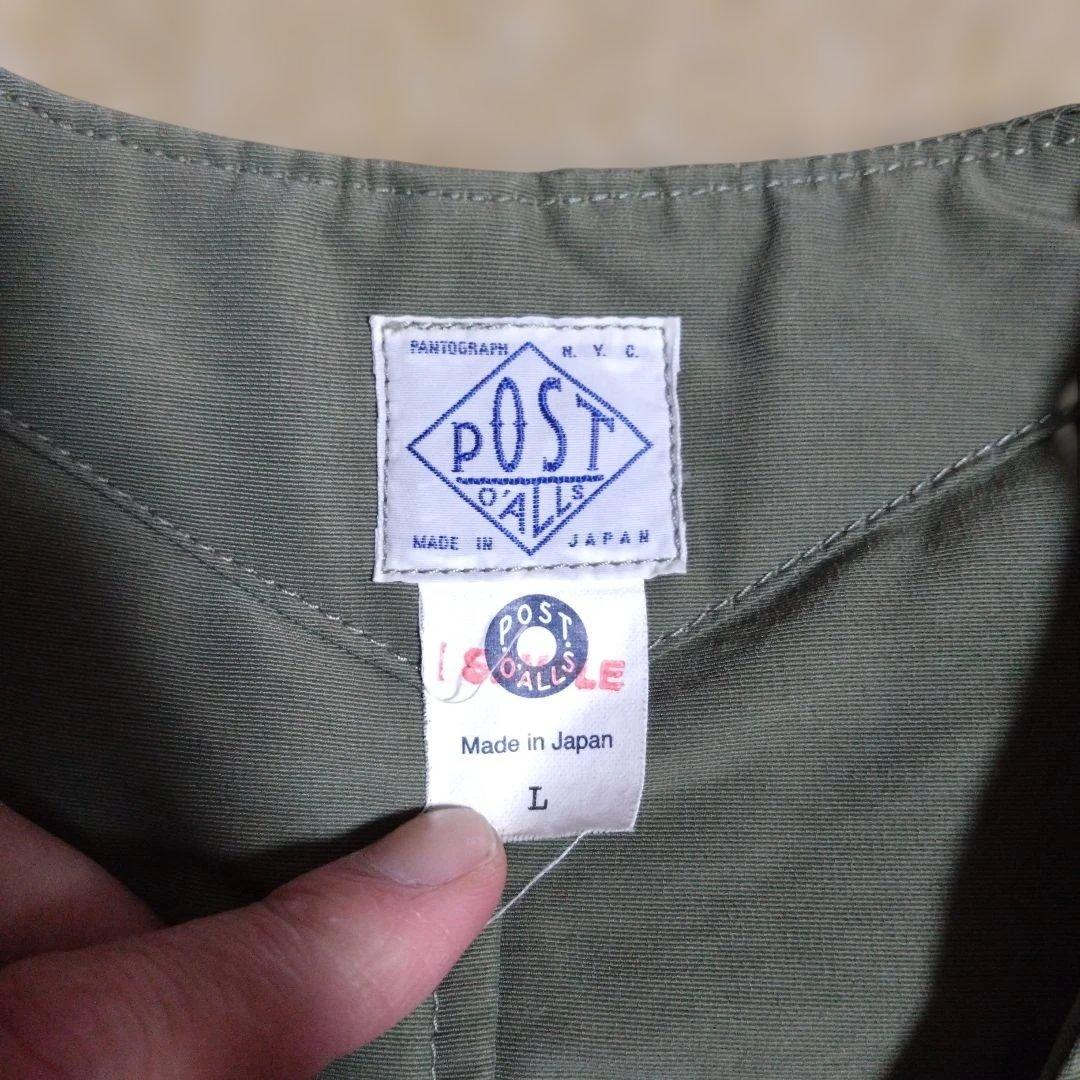 PANTOGRAPH N. Y. C.
POST
O'ALLS
MADE IN JAPAN
POST
O'ALLS
Made in Japan
L